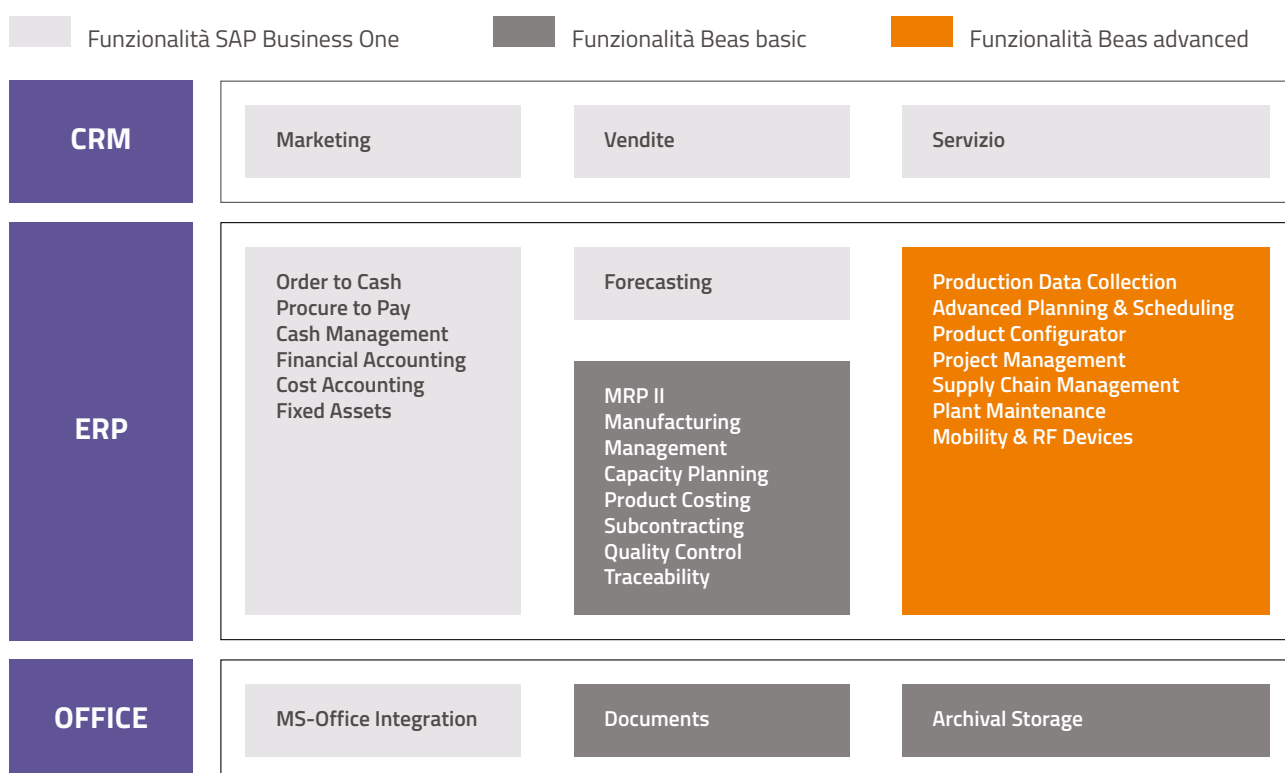 Funzionalità SAP Business One
Funzionalità Beas basic
Funzionalità Beas advanced
CRM
Marketing
Vendite
Servizio
ERP
Order to Cash
Procure to Pay
Cash Management
Financial Accounting
Cost Accounting
Fixed Assets
Forecasting
MRP II
Manufacturing
Management
Capacity Planning
Product Costing
Subcontracting
Quality Control
Traceability
Production Data Collection
Advanced Planning & Scheduling
Product Configurator
Project Management
Supply Chain Management
Plant Maintenance
Mobility & RF Devices
OFFICE
MS-Office Integration
Documents
Archival Storage